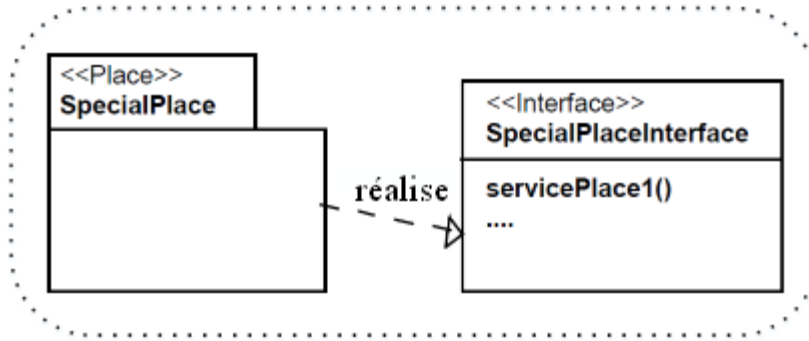 <<Place>>
SpecialPlace
<<Interface>>
SpecialPlaceInterface
réalise
servicePlace1()
....